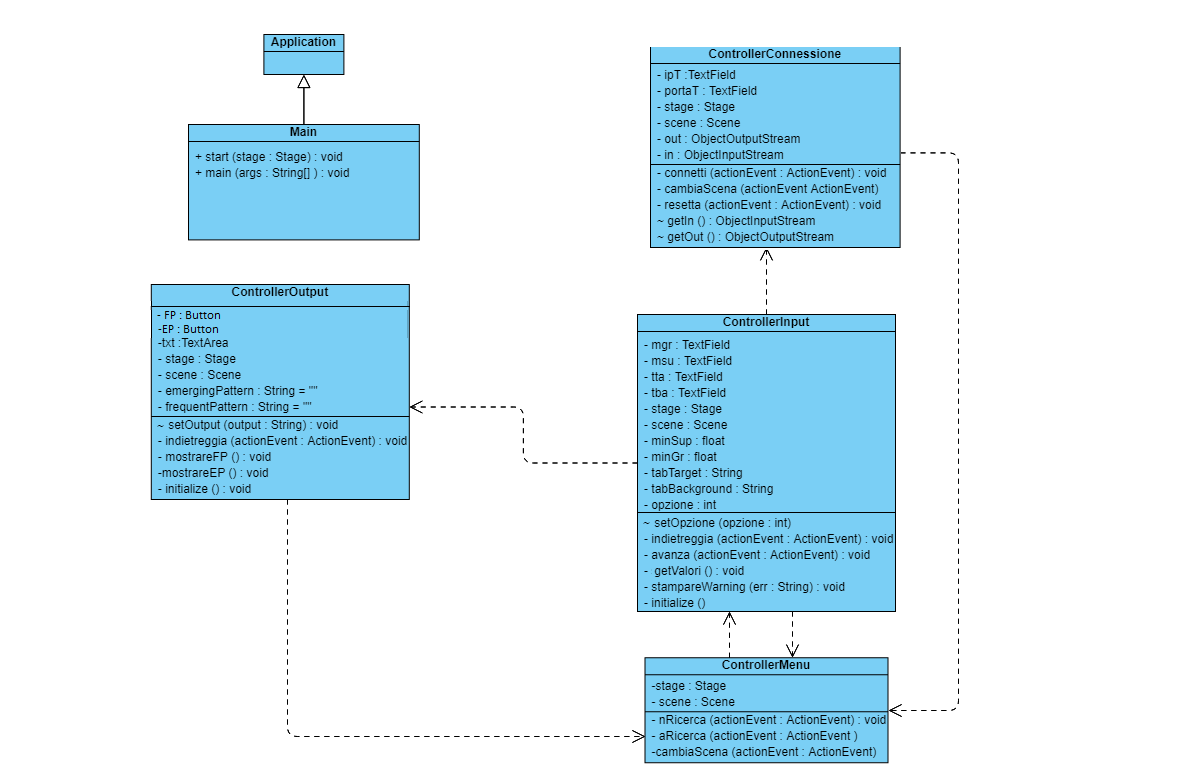 Application
Main
+ start (stage : Stage) : void
+ main (args : String[] ) : void
ControllerConnessione
- ipT :TextField
- portaT : TextField
- stage : Stage
- scene : Scene
- out : ObjectOutputStream
- in : ObjectInputStream
- connetti (actionEvent : ActionEvent) : void
- cambiaScena (actionEvent ActionEvent)
- resetta (actionEvent : ActionEvent) : void
~ getIn () : ObjectInputStream
~ getOut () : ObjectOutputStream
ControllerOutput
- FP : Button
-EP : Button
-txt :TextArea
- stage : Stage
- scene : Scene
- emergingPattern : String = ""
- frequentPattern : String = ""
~ setOutput (output : String) : void
- indietreggia (actionEvent : ActionEvent) : void
- mostrareFP () : void
-mostrareEP () : void
- initialize () : void
ControllerInput
- mgr : TextField
- msu : TextField
- tta : TextField
- tba : TextField
- stage : Stage
- scene : Scene
- minSup : float
- minGr : float
- tabTarget : String
- tabBackground : String
- opzione : int
~ setOpzione (opzione : int)
- indietreggia (actionEvent : ActionEvent) : void
- avanza (actionEvent : ActionEvent) : void
- getValori () : void
- stampareWarning (err : String) : void
- initialize ()
ControllerMenu
-stage : Stage
- scene : Scene
- nRicerca (actionEvent : ActionEvent) : void
- aRicerca (actionEvent : ActionEvent )
-cambiaScena (actionEvent : ActionEvent)